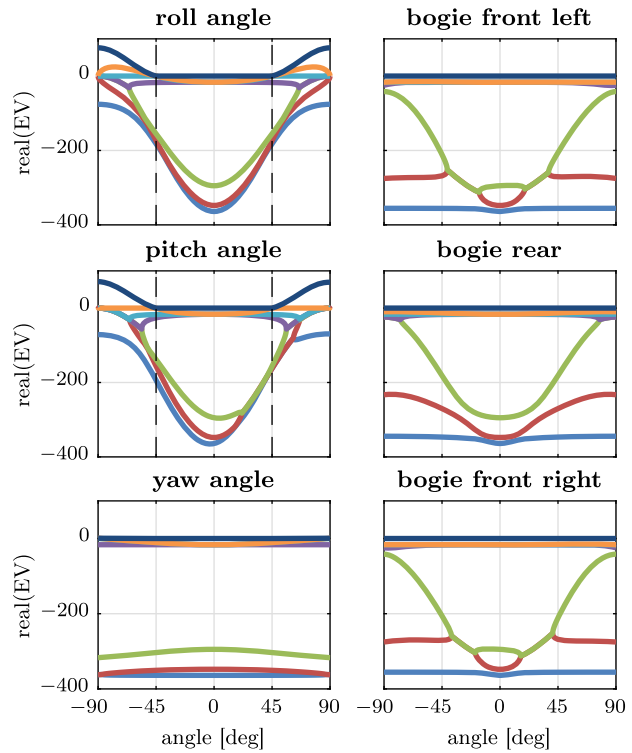 roll angle
bogie front left
0
−200
−400
real(EV)
pitch angle
bogie rear
0
−200
−400
real(EV)
yaw angle
bogie front right
0
−200
−400
real(EV)
−90 −45 0 45 90
−90 −45 0 45 90
angle [deg]
angle [deg]